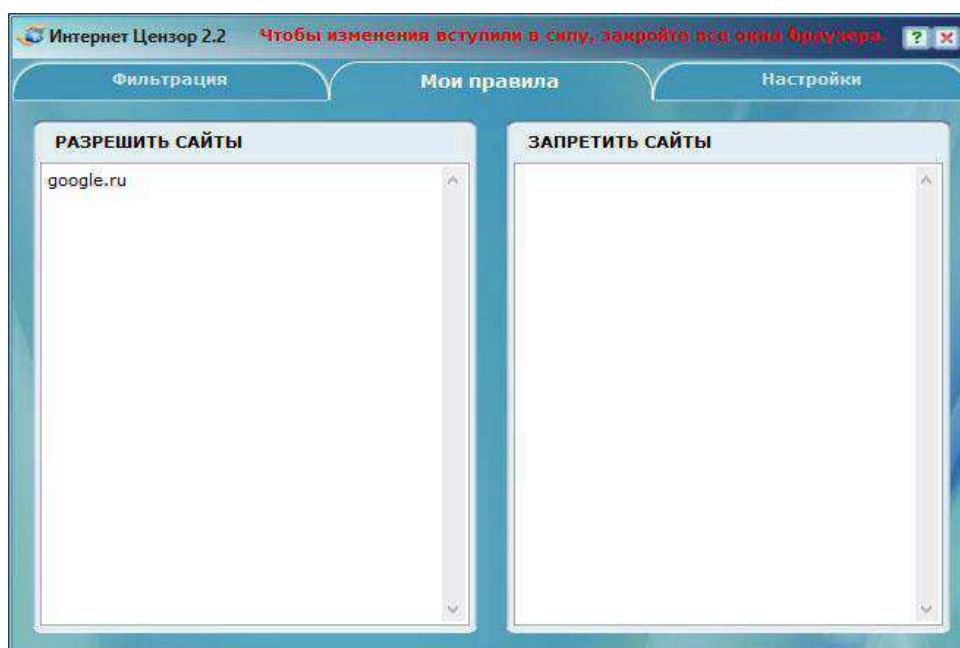 Интернет Цензор 2.2 Чтобы изменения вступили в силу, закройте все окна браузера. ?
Фильтрация Мои правила Настройки
РАЗРЕШИТЬ САЙТЫ ЗАПРЕТИТЬ САЙТЫ
google.ru